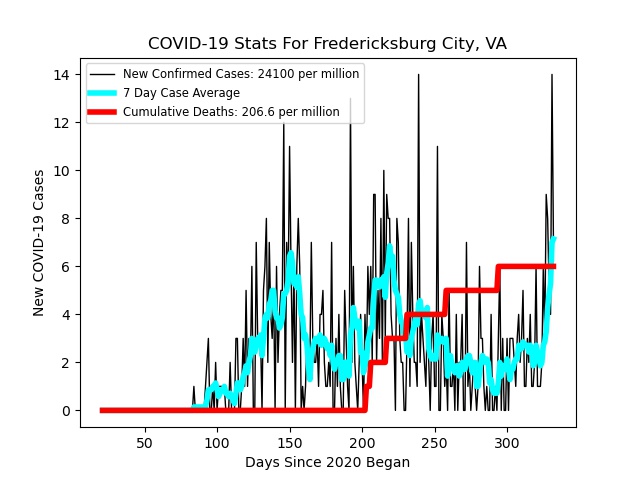 COVID-19 Stats For Fredericksburg City, VA
New Confirmed Cases: 24100 per million
7 Day Case Average
Cumulative Deaths: 206.6 per million
New COVID-19 Cases
14
12
10
8
6
4
2
0
50 100 150 200 250 300
Days Since 2020 Began